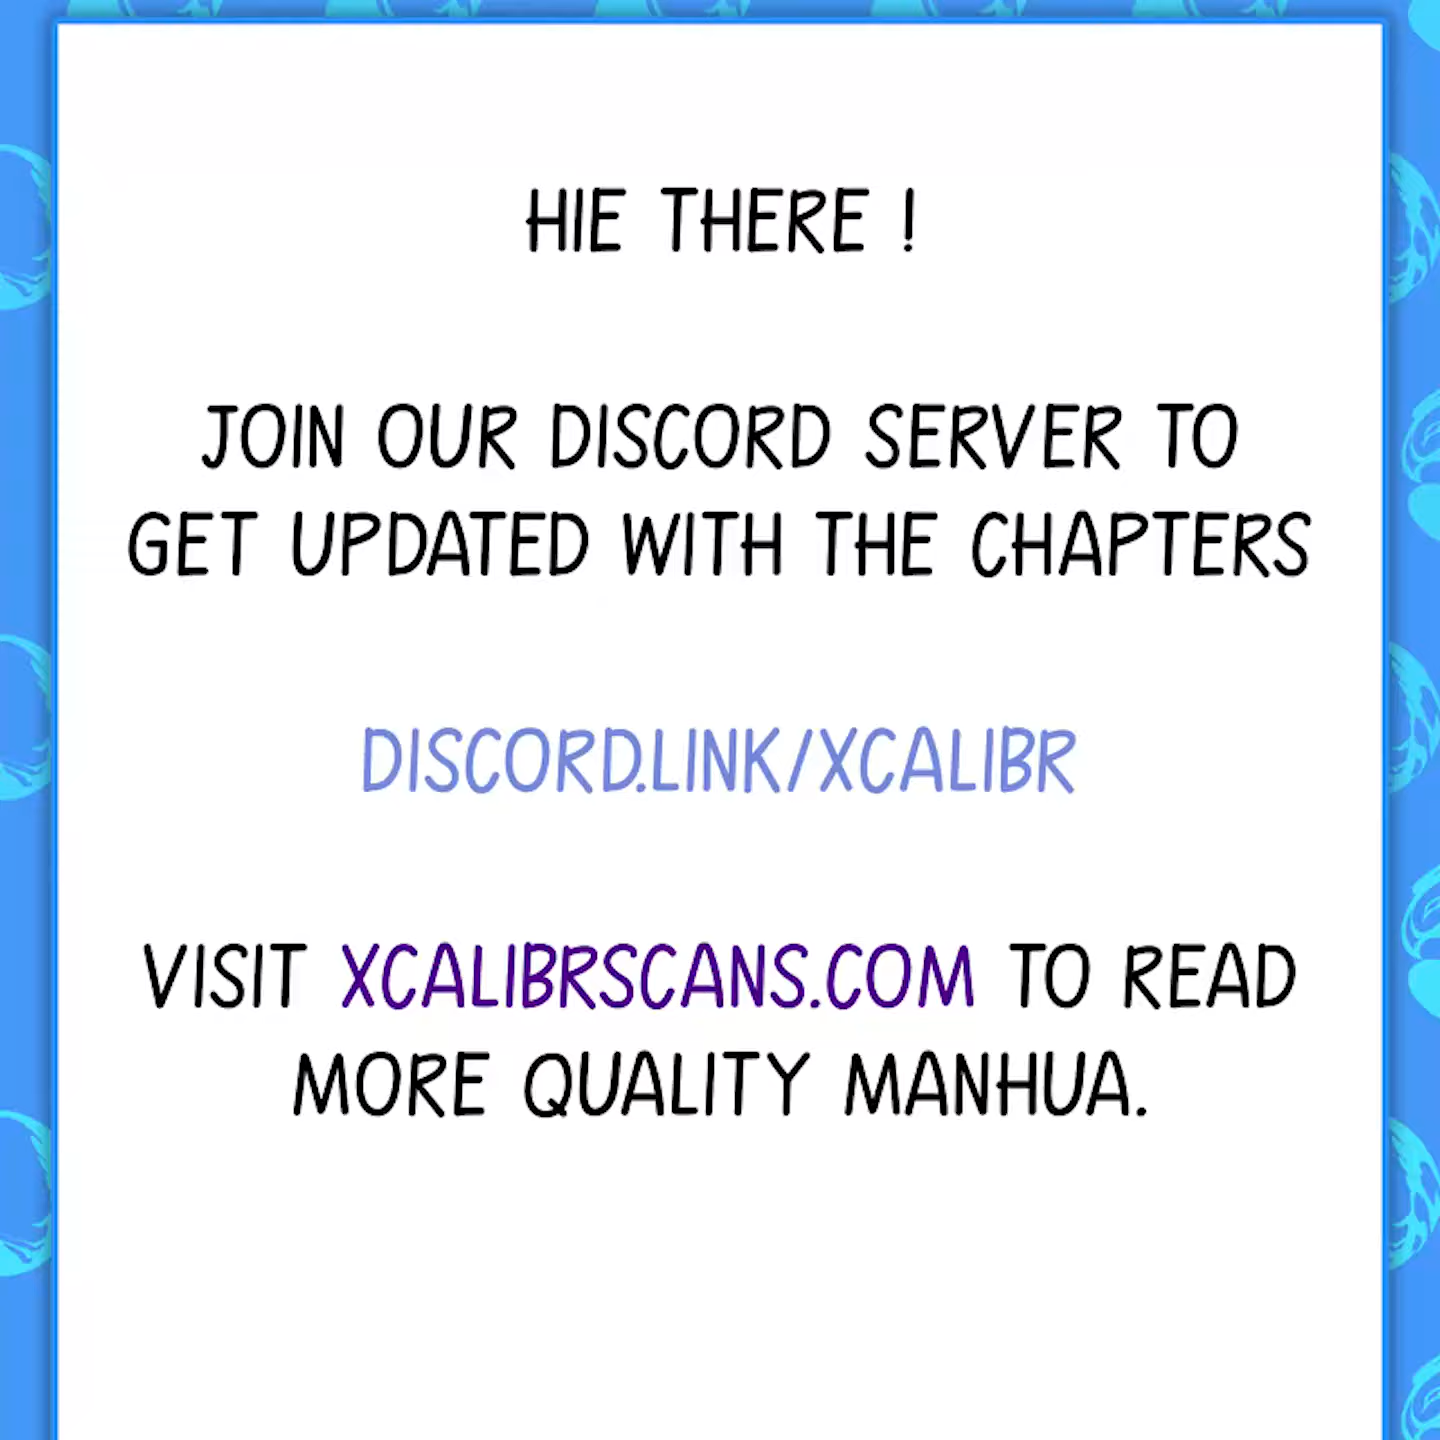 HIE THERE !
JOIN OUR DISCORD SERVER TO
GET UPDATED WITH THE CHAPTERS
DISCORD.LINK/XCALIBR
VISIT XCALIBRSCANS.COM TO READ
MORE QUALITY MANHUA.